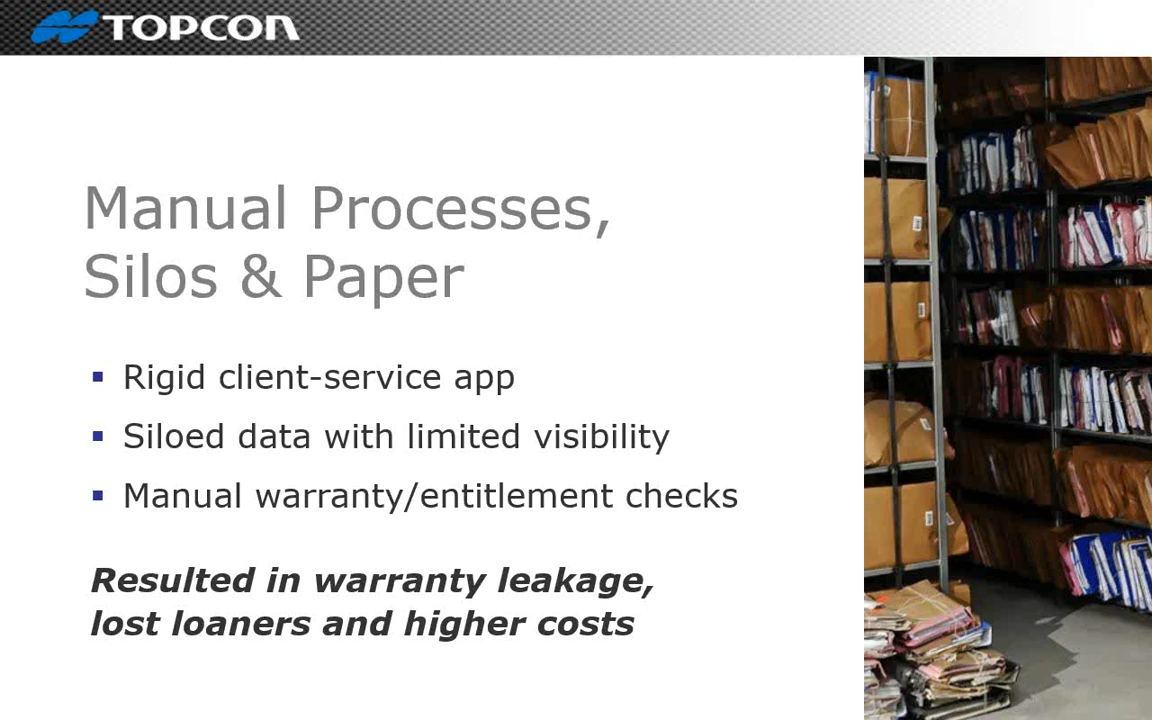 TOPCON
Manual Processes,
Silos & Paper
▪ Rigid client-service app
▪ Siloed data with limited visibility
▪ Manual warranty/entitlement checks
Resulted in warranty leakage,
lost loaners and higher costs